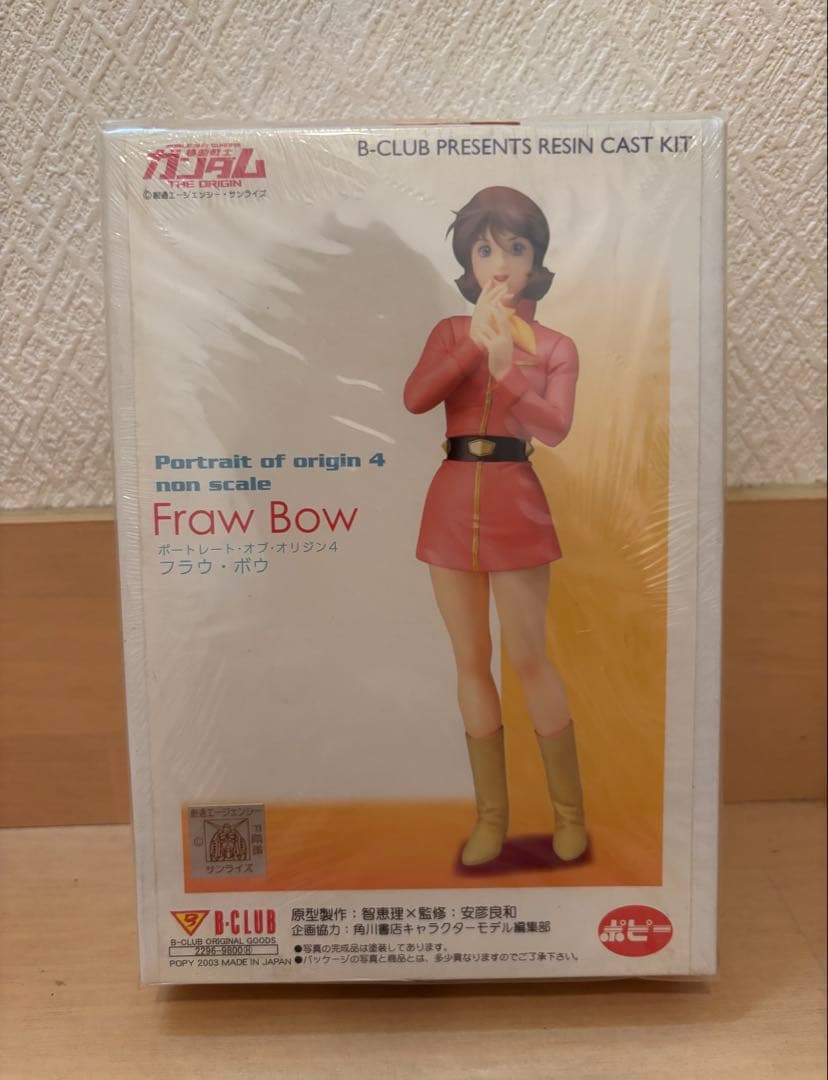 機動戦士
ガンダム
THE ORIGIN
©創通エージェンシー・サンライズ
B-CLUB PRESENTS RESIN CAST KIT
Portrait of origin 4
non scale
Fraw Bow
ポートレート・オブ・オリジン4
フラウ・ボウ
創通エージェンシー
©
サンライズ
B-CLUB
B-CLUB ORIGINAL GOODS
2296-9800
POPY 2003 MADE IN JAPAN
原型製作：智恵理×監修：安彦良和
企画協力：角川書店キャラクターモデル編集部
●写真の完成品は塗装してあります。
●パッケージの写真と商品とは、多少異なりますのでご了承下さい。
ポピー